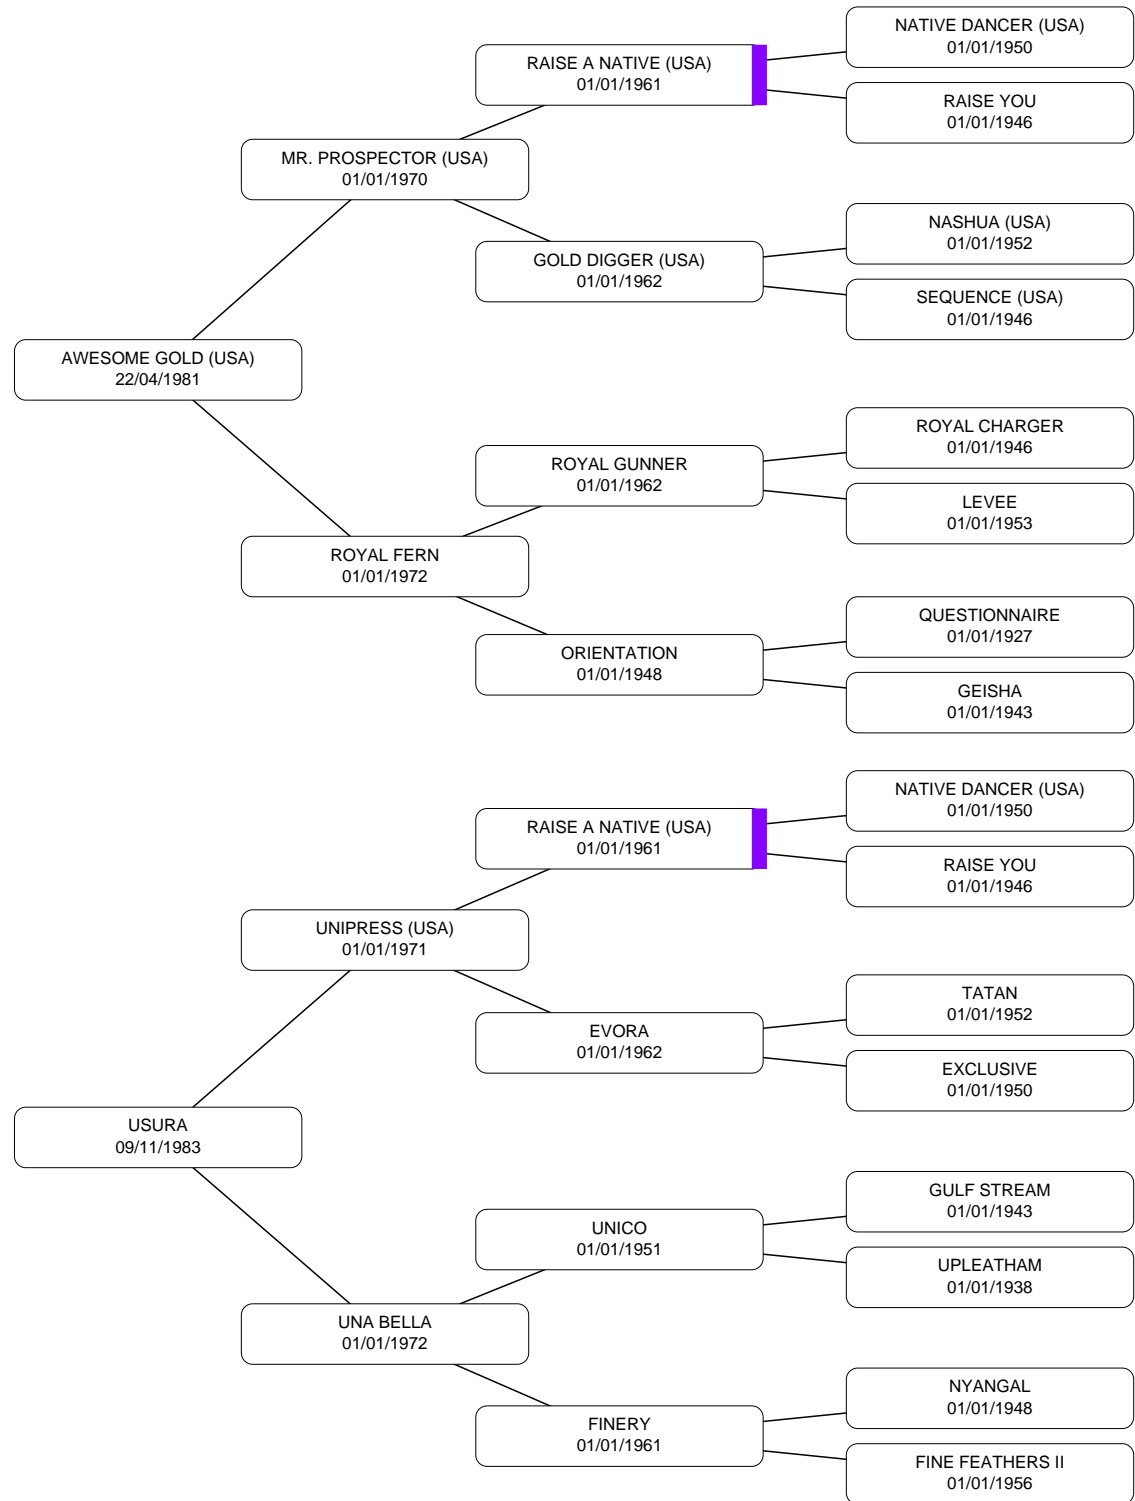 NATIVE DANCER (USA)
01/01/1950
RAISE A NATIVE (USA)
01/01/1961
RAISE YOU
01/01/1946
MR. PROSPECTOR (USA)
01/01/1970
NASHUA (USA)
01/01/1952
GOLD DIGGER (USA)
01/01/1962
SEQUENCE (USA)
01/01/1946
AWESOME GOLD (USA)
22/04/1981
ROYAL CHARGER
01/01/1946
ROYAL GUNNER
01/01/1962
LEVEE
01/01/1953
ROYAL FERN
01/01/1972
QUESTIONNAIRE
01/01/1927
ORIENTATION
01/01/1948
GEISHA
01/01/1943
NATIVE DANCER (USA)
01/01/1950
RAISE A NATIVE (USA)
01/01/1961
RAISE YOU
01/01/1946
UNIPRESS (USA)
01/01/1971
TATAN
01/01/1952
EVORA
01/01/1962
EXCLUSIVE
01/01/1950
USURA
09/11/1983
GULF STREAM
01/01/1943
UNICO
01/01/1951
UPLEATHAM
01/01/1938
UNA BELLA
01/01/1972
NYANGAL
01/01/1948
FINERY
01/01/1961
FINE FEATHERS II
01/01/1956